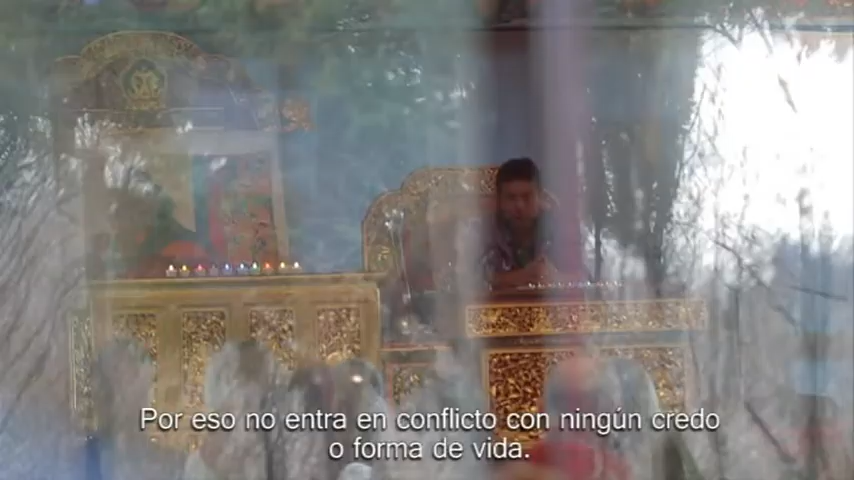 Por eso no entra en conflicto con ningún credo
o forma de vida.